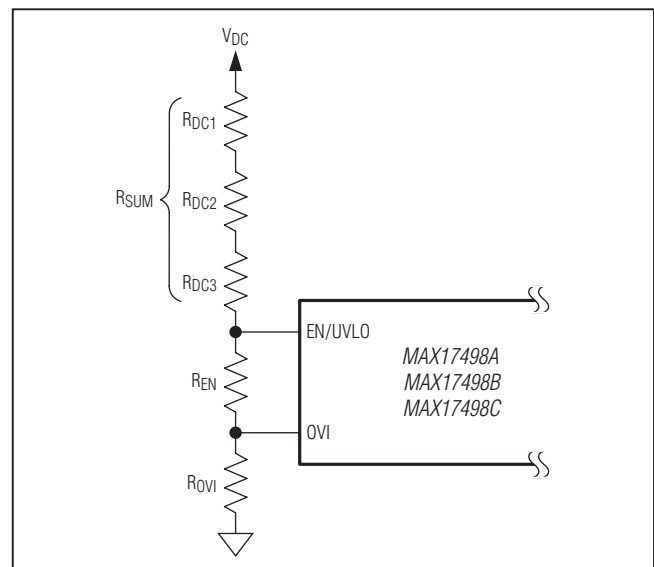 VDC
RDC1
RDC2
RSUM
RDC3
EN/UVLO
MAX17498A
MAX17498B
MAX17498C
REN
OVI
ROVI